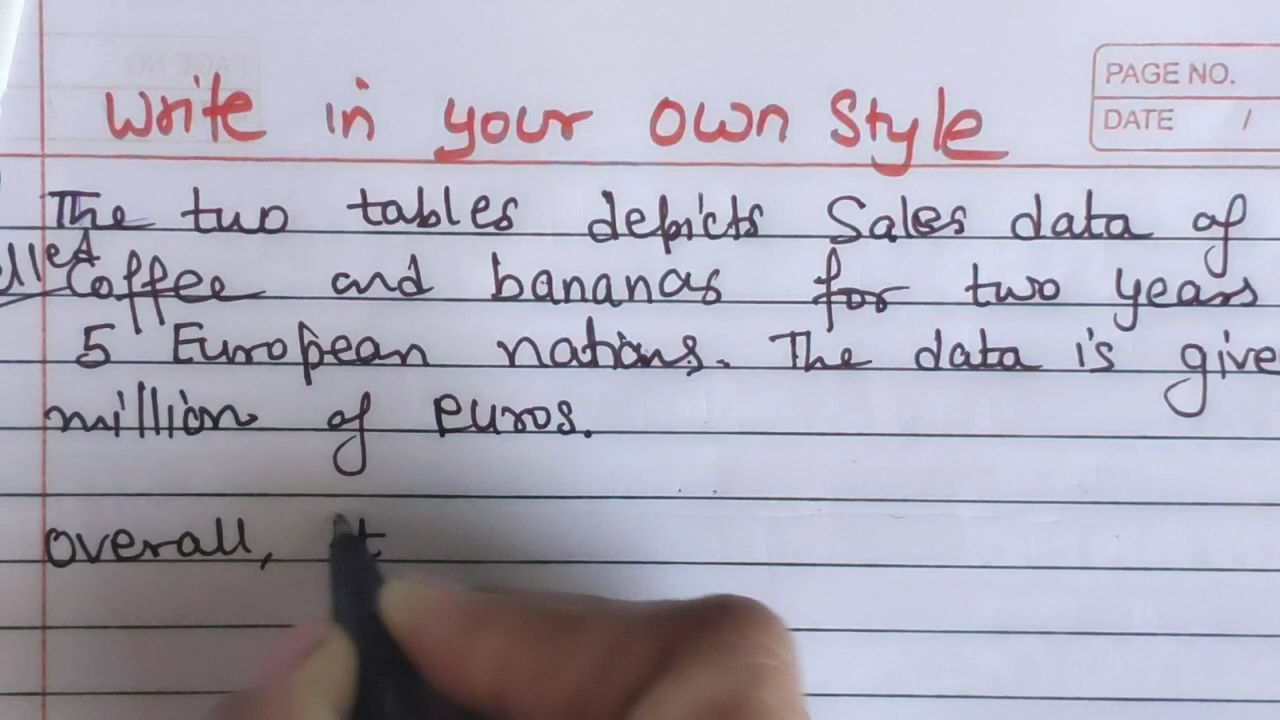 PAGE NO.
Write in your own Style
DATE /
The two tables depicts Sales data of
Coffee and bananas for two years
5 European nations. The data is give
million of euros.
overall, it